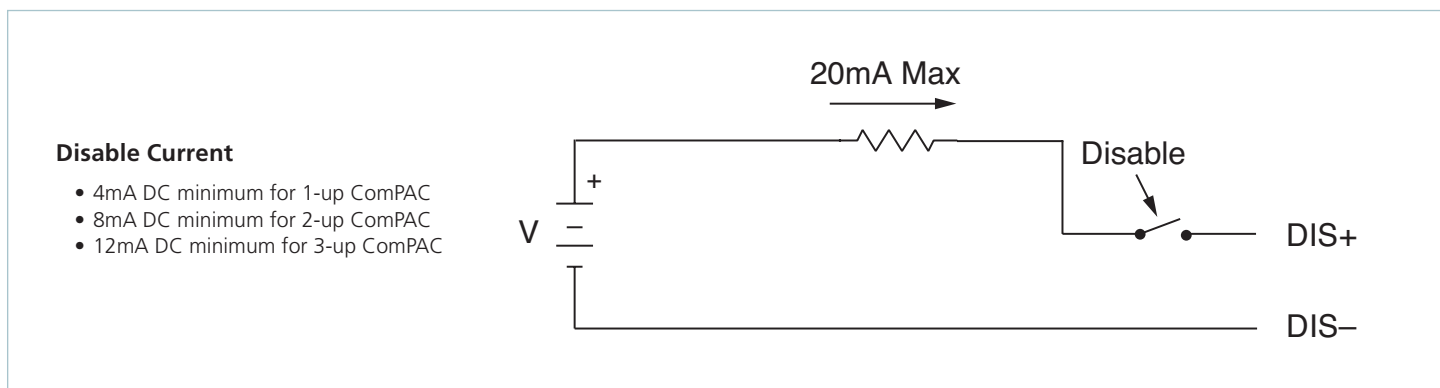 20mA Max
Disable Current
• 4mA DC minimum for 1-up ComPAC
• 8mA DC minimum for 2-up ComPAC
• 12mA DC minimum for 3-up ComPAC
Disable
+
–
V
DIS+
DIS–